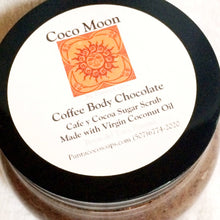 Coco Moon
Coffee Body Chocolate
Cafe y Cocoa Sugar Scrub
Made with Virgin Coconut Oil